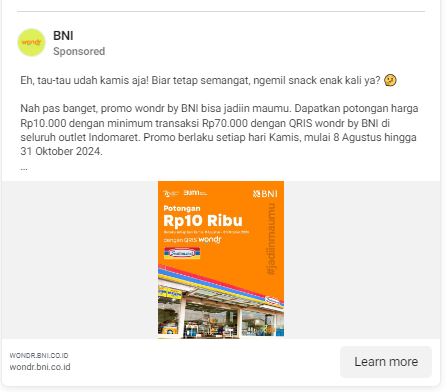 wondr
BNI
Sponsored
Eh, tau-tau udah kamis aja! Biar tetap semangat, ngemil snack enak kali ya? 🤔
Nah pas banget, promo wondr by BNI bisa jadiin maumu. Dapatkan potongan harga
Rp10.000 dengan minimum transaksi Rp70.000 dengan QRIS wondr by BNI di
seluruh outlet Indomaret. Promo berlaku setiap hari Kamis, mulai 8 Agustus hingga
31 Oktober 2024.
...
BUMN
BNI
Potongan
Rp10 Ribu
dengan QRIS wondr
Indomaret
#jadiinmaumu
WONDR.BNI.CO.ID
wondr.bni.co.id
Learn more